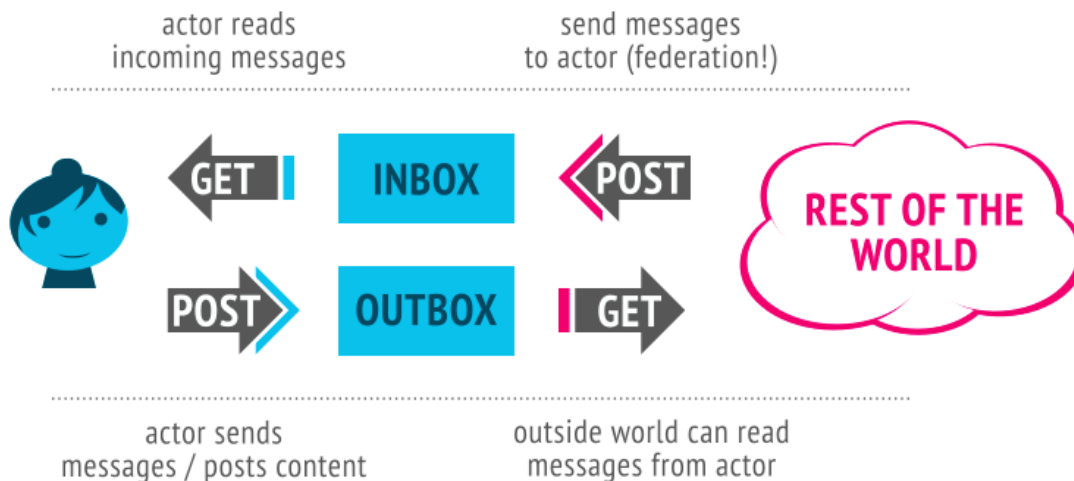 actor reads
incoming messages
send messages
to actor (federation!)
GET
INBOX
POST
REST OF THE
WORLD
POST
OUTBOX
GET
actor sends
messages / posts content
outside world can read
messages from actor